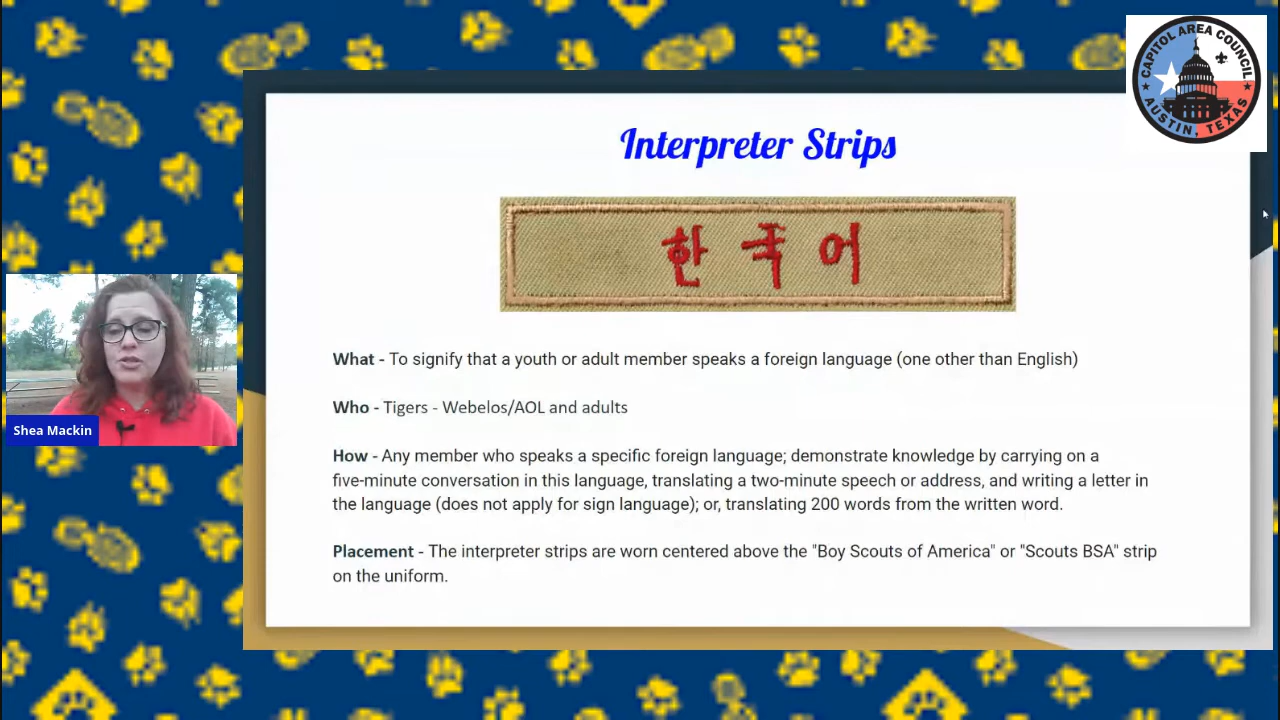 CAPITOL AREA COUNCIL
AUSTIN, TEXAS
Interpreter Strips
한국어
What - To signify that a youth or adult member speaks a foreign language (one other than English)
Who - Tigers - Webelos/AOL and adults
How - Any member who speaks a specific foreign language; demonstrate knowledge by carrying on a
five-minute conversation in this language, translating a two-minute speech or address, and writing a letter in
the language (does not apply for sign language); or, translating 200 words from the written word.
Placement - The interpreter strips are worn centered above the "Boy Scouts of America" or "Scouts BSA" strip
on the uniform.
Shea Mackin